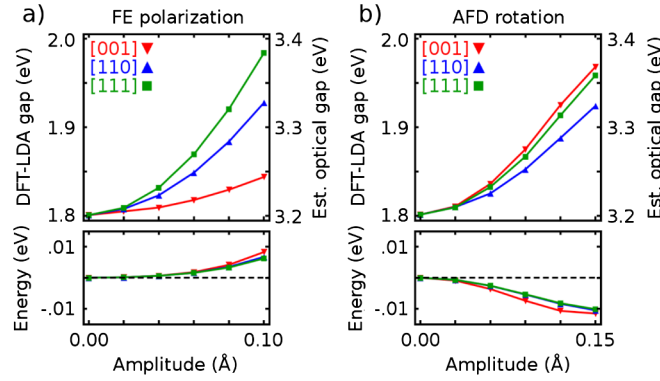 a) FE polarization
DFT-LDA gap (eV)
2.0
1.9
1.8
[001]
[110]
[111]
3.4
3.3
3.2
Est. optical gap (eV)
Energy (eV)
.01
-.01
0.00 0.10
Amplitude (Å)
b) AFD rotation
DFT-LDA gap (eV)
2.0
1.9
1.8
[001]
[110]
[111]
3.4
3.3
3.2
Est. optical gap (eV)
Energy (eV)
.01
-.01
0.00 0.15
Amplitude (Å)